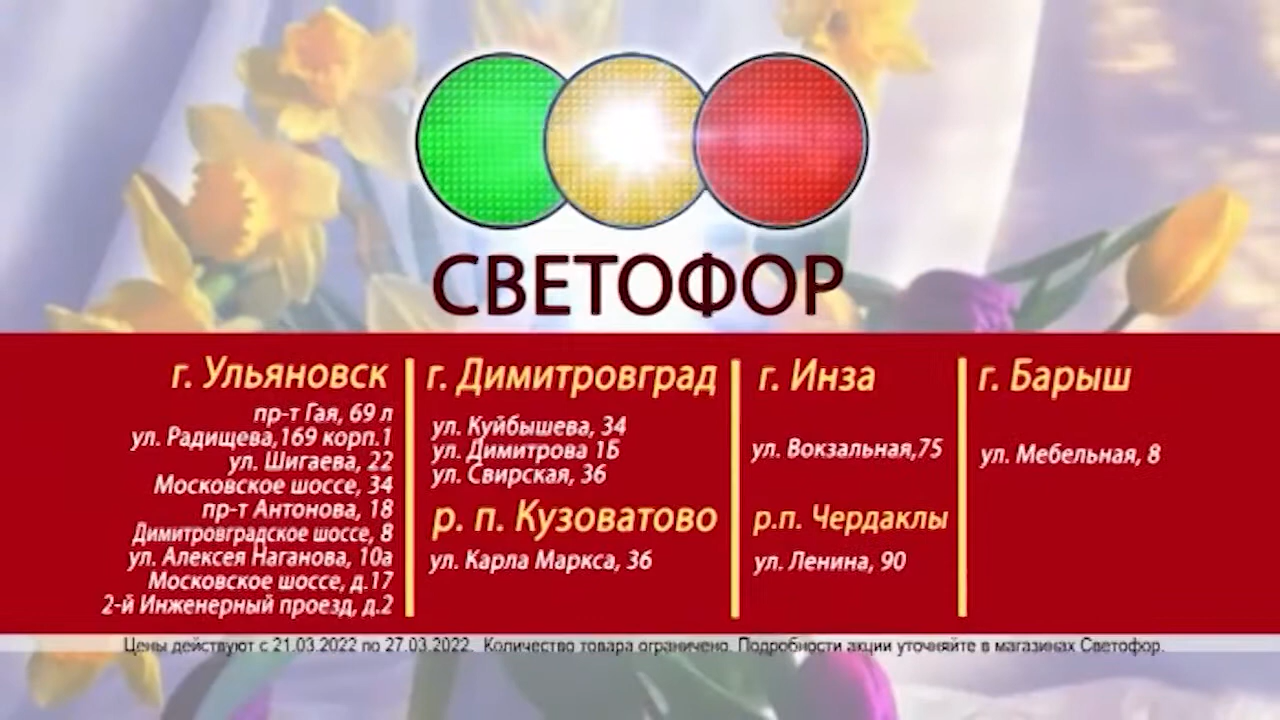 СВЕТОФОР
г. Ульяновск
пр-т Гая, 69 л
ул. Радищева,169 корп.1
ул. Шигаева, 22
Московское шоссе, 34
пр-т Антонова, 18
Димитровградское шоссе, 8
ул. Алексея Наганова, 10а
Московское шоссе, д.17
2-й Инженерный проезд, д.2
г. Димитровград
ул. Куйбышева, 34
ул. Димитрова 1Б
ул. Свирская, 36
р. п. Кузоватово
ул. Карла Маркса, 36
г. Инза
ул. Вокзальная,75
р.п. Чердаклы
ул. Ленина, 90
г. Барыш
ул. Мебельная, 8
Цены действуют с 21.03.2022 по 27.03.2022. Количество товара ограничено. Подробности акции уточняйте в магазинах Светофор.